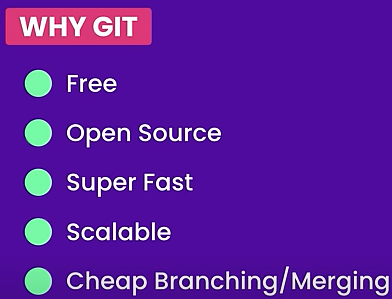 WHY GIT
Free
Open Source
Super Fast
Scalable
Cheap Branching/Merging